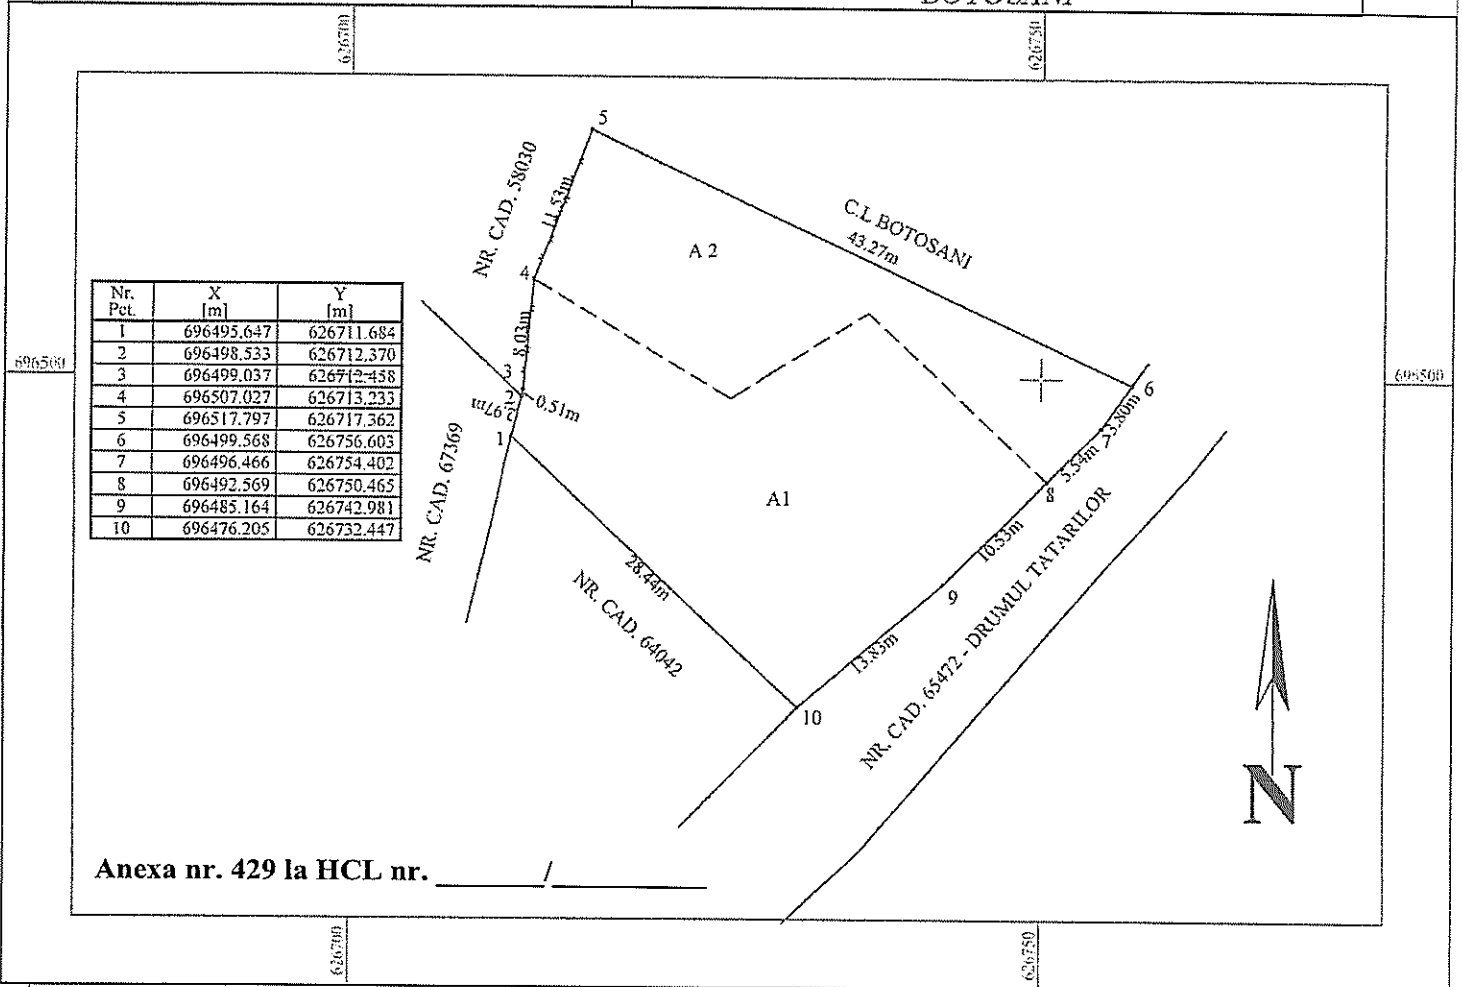 626700
626750
5
NR. CAD. 58030
11.53m
C.L BOTOSANI
43.27m
A 2
4
Nr. Pct. X [m] Y [m]
1 696495.647 626711.684
2 696498.533 626712.370
3 696499.037 626712.458
4 696507.027 626713.233
5 696517.797 626717.362
6 696499.568 626756.603
7 696496.466 626754.402
8 696492.569 626750.465
9 696485.164 626742.981
10 696476.205 626732.447
8.03m
696500
696500
3
2
0.51m
2.97m
1
6
3.80m
5.54m
NR. CAD. 67369
A1
8
10.53m
28.44m
NR. CAD. 64042
9
13.83m
NR. CAD. 65472 - DRUMUL TATARILOR
10
N
Anexa nr. 429 la HCL nr. ______/______
626700
626750